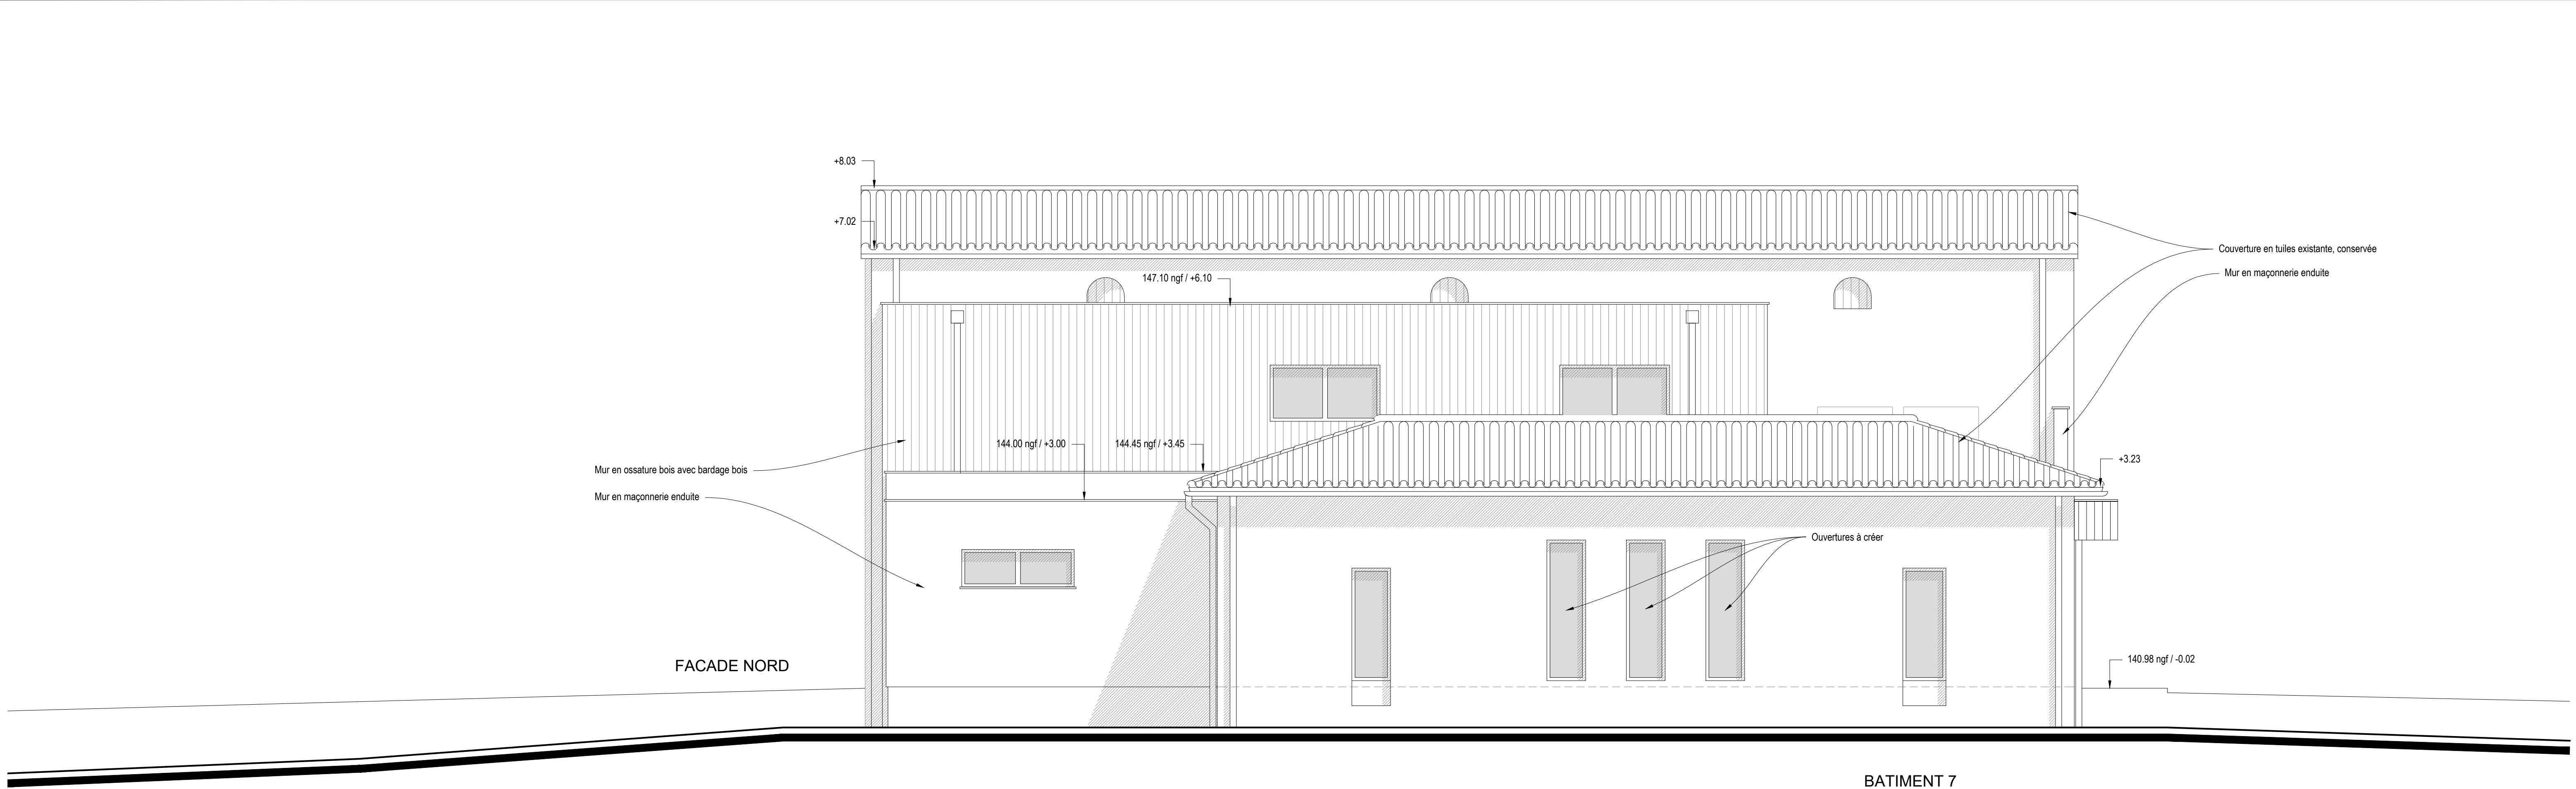 +8.03
+7.02
147.10 ngf / +6.10
Couverture en tuiles existante, conservée
Mur en maçonnerie enduite
144.00 ngf / +3.00
144.45 ngf / +3.45
+3.23
Mur en ossature bois avec bardage bois
Mur en maçonnerie enduite
Ouvertures à créer
140.98 ngf / -0.02
FACADE NORD
BATIMENT 7